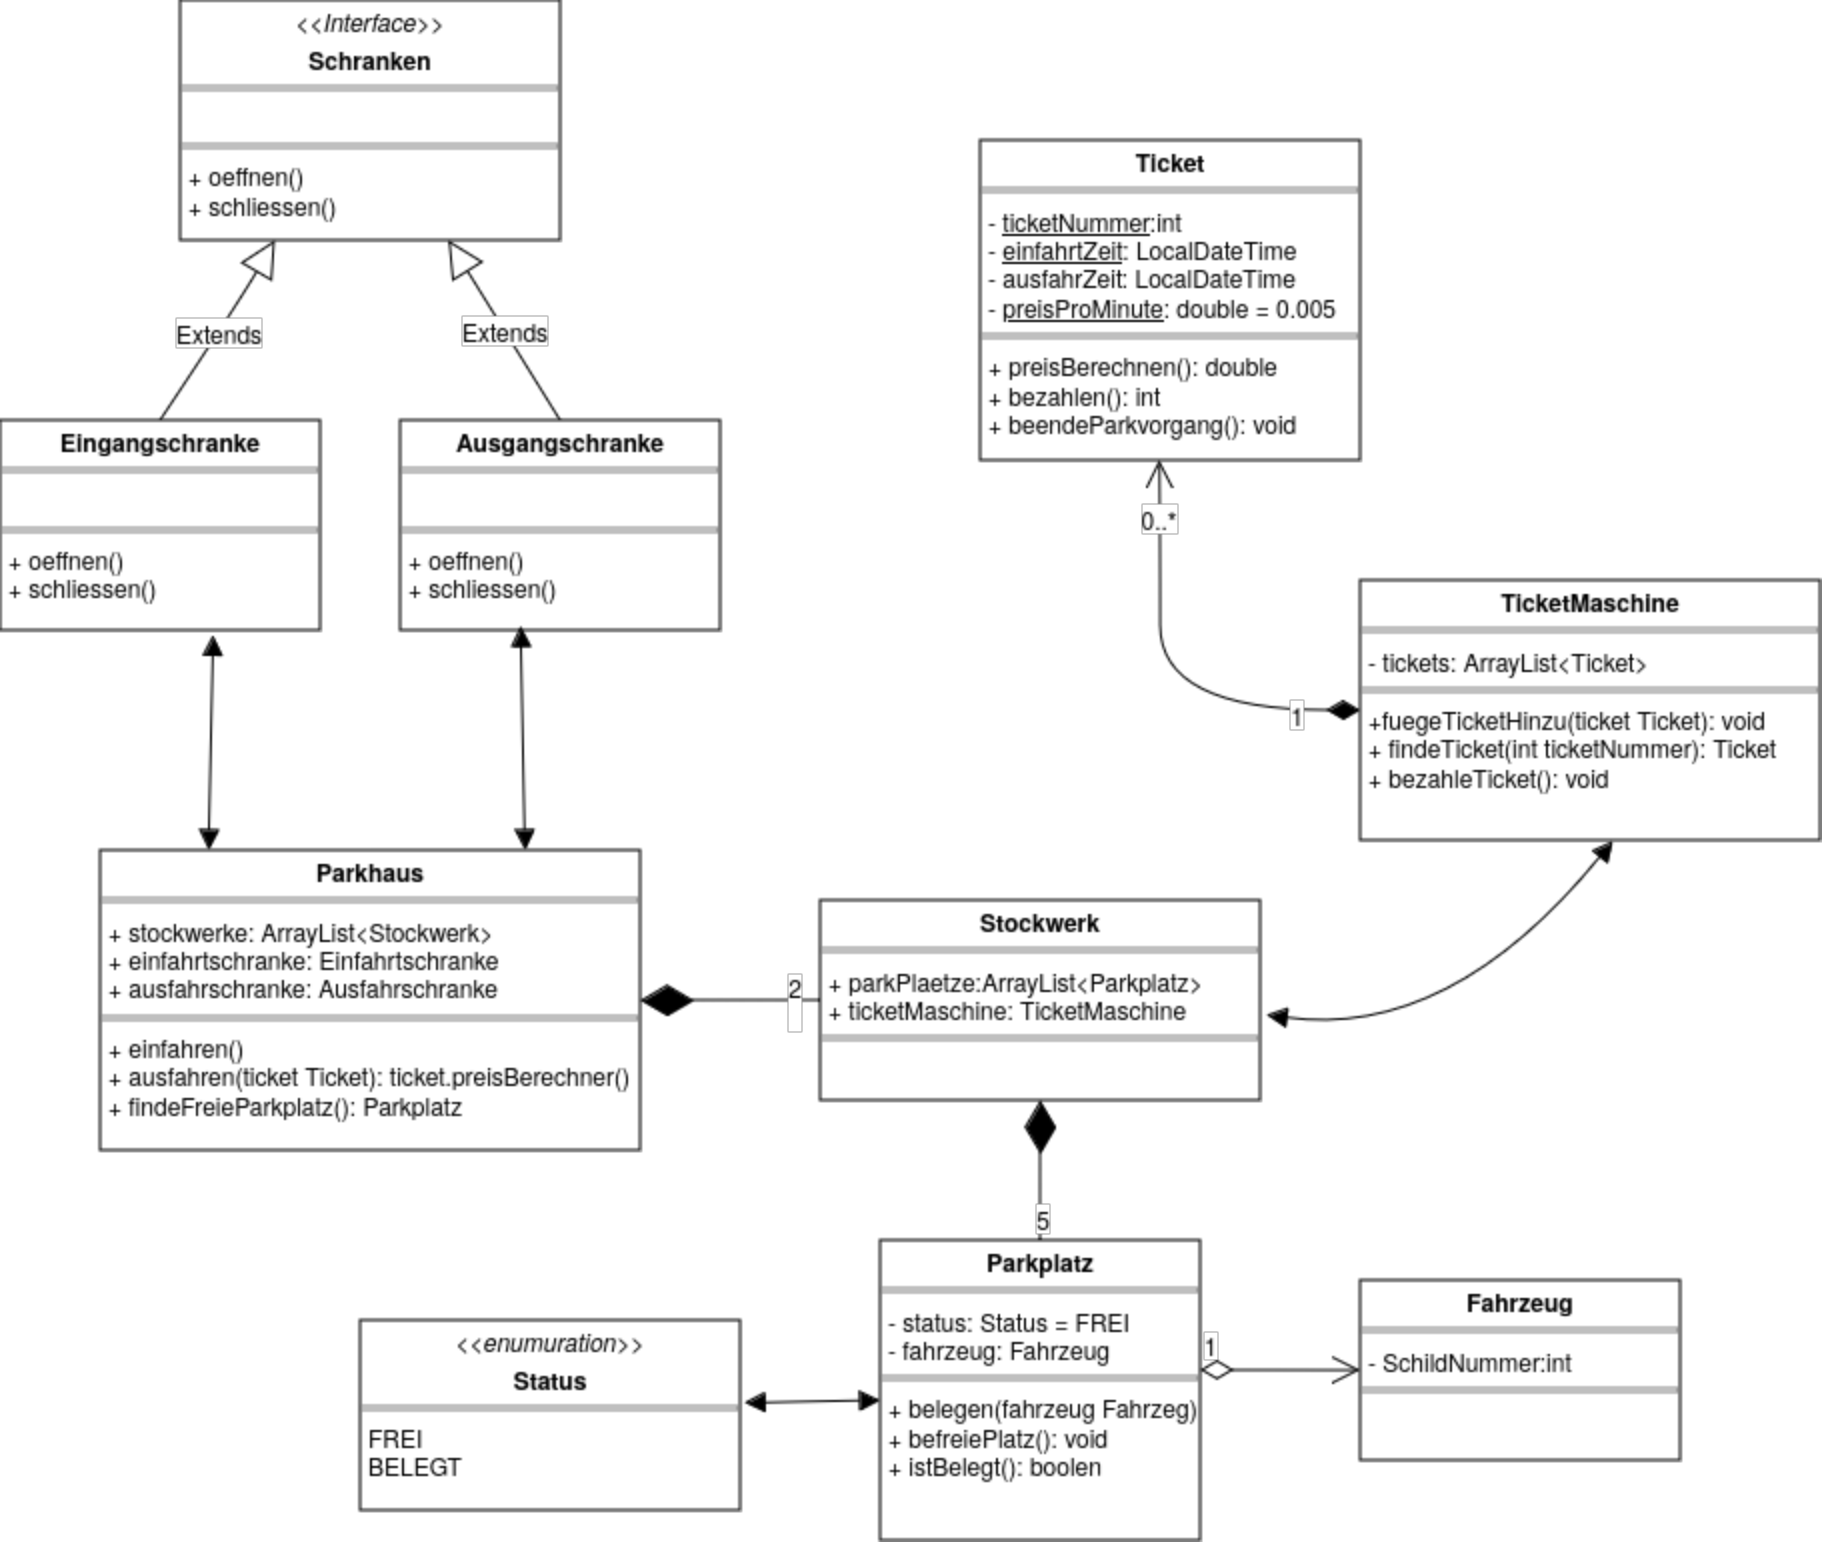 <<Interface>>
Schranken
+ oeffnen()
+ schliessen()
Extends
Extends
Eingangschranke
+ oeffnen()
+ schliessen()
Ausgangschranke
+ oeffnen()
+ schliessen()
Ticket
- ticketNummer:int
- einfahrtZeit: LocalDateTime
- ausfahrZeit: LocalDateTime
- preisProMinute: double = 0.005
+ preisBerechnen(): double
+ bezahlen(): int
+ beendeParkvorgang(): void
0..*
1
TicketMaschine
- tickets: ArrayList<Ticket>
+fuegeTicketHinzu(ticket Ticket): void
+ findeTicket(int ticketNummer): Ticket
+ bezahleTicket(): void
Parkhaus
+ stockwerke: ArrayList<Stockwerk>
+ einfahrtschranke: Einfahrtschranke
+ ausfahrschranke: Ausfahrschranke
+ einfahren()
+ ausfahren(ticket Ticket): ticket.preisBerechner()
+ findeFreieParkplatz(): Parkplatz
2
Stockwerk
+ parkPlaetze:ArrayList<Parkplatz>
+ ticketMaschine: TicketMaschine
5
Parkplatz
- status: Status = FREI
- fahrzeug: Fahrzeug
+ belegen(fahrzeug Fahrzeg)
+ befreiePlatz(): void
+ istBelegt(): boolen
1
<<enumuration>>
Status
FREI
BELEGT
Fahrzeug
- SchildNummer:int